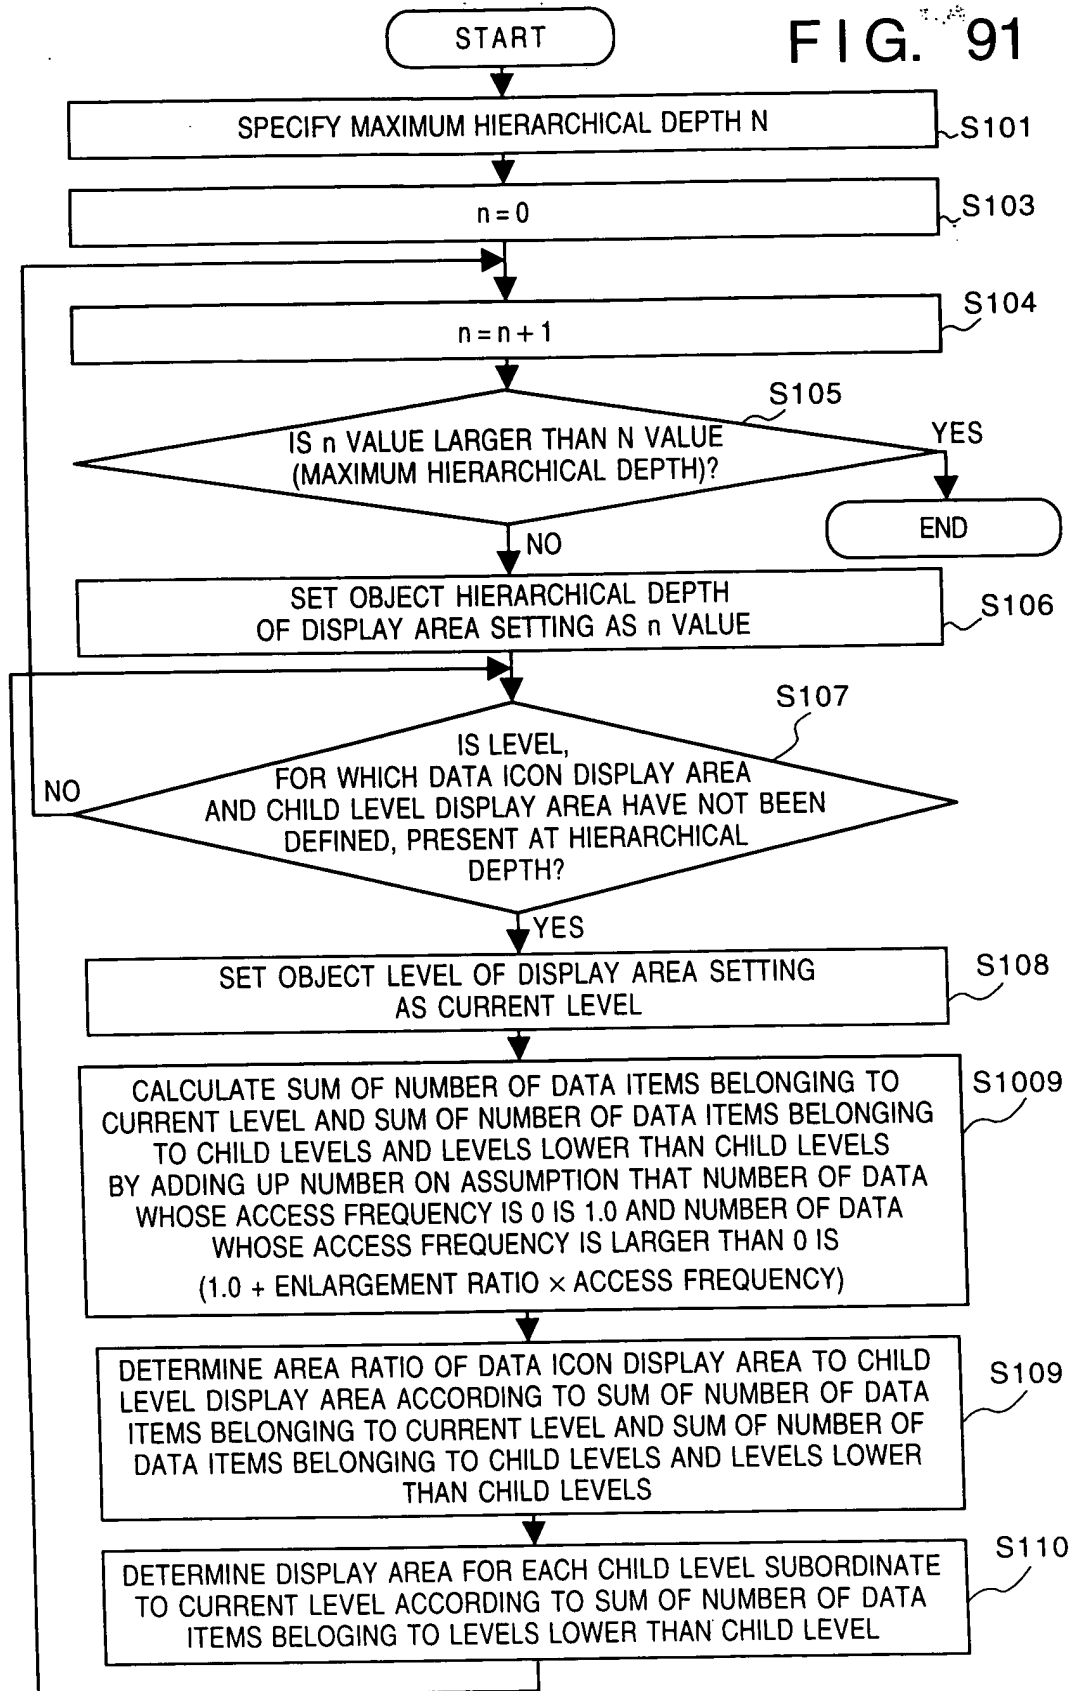 FIG. 91
START
SPECIFY MAXIMUM HIERARCHICAL DEPTH N
S101
n=0
S103
n=n+1
S104
S105
IS n VALUE LARGER THAN N VALUE
(MAXIMUM HIERARCHICAL DEPTH)?
YES
END
NO
SET OBJECT HIERARCHICAL DEPTH
OF DISPLAY AREA SETTING AS n VALUE
S106
S107
IS LEVEL,
FOR WHICH DATA ICON DISPLAY AREA
AND CHILD LEVEL DISPLAY AREA HAVE NOT BEEN
DEFINED, PRESENT AT HIERARCHICAL
DEPTH?
NO
YES
SET OBJECT LEVEL OF DISPLAY AREA SETTING
AS CURRENT LEVEL
S108
CALCULATE SUM OF NUMBER OF DATA ITEMS BELONGING TO
CURRENT LEVEL AND SUM OF NUMBER OF DATA ITEMS BELONGING
TO CHILD LEVELS AND LEVELS LOWER THAN CHILD LEVELS
BY ADDING UP NUMBER ON ASSUMPTION THAT NUMBER OF DATA
WHOSE ACCESS FREQUENCY IS 0 IS 1.0 AND NUMBER OF DATA
WHOSE ACCESS FREQUENCY IS LARGER THAN 0 IS
(1.0 + ENLARGEMENT RATIO × ACCESS FREQUENCY)
S1009
DETERMINE AREA RATIO OF DATA ICON DISPLAY AREA TO CHILD
LEVEL DISPLAY AREA ACCORDING TO SUM OF NUMBER OF DATA
ITEMS BELONGING TO CURRENT LEVEL AND SUM OF NUMBER OF
DATA ITEMS BELONGING TO CHILD LEVELS AND LEVELS LOWER
THAN CHILD LEVELS
S109
DETERMINE DISPLAY AREA FOR EACH CHILD LEVEL SUBORDINATE
TO CURRENT LEVEL ACCORDING TO SUM OF NUMBER OF DATA
ITEMS BELOGING TO LEVELS LOWER THAN CHILD LEVEL
S110